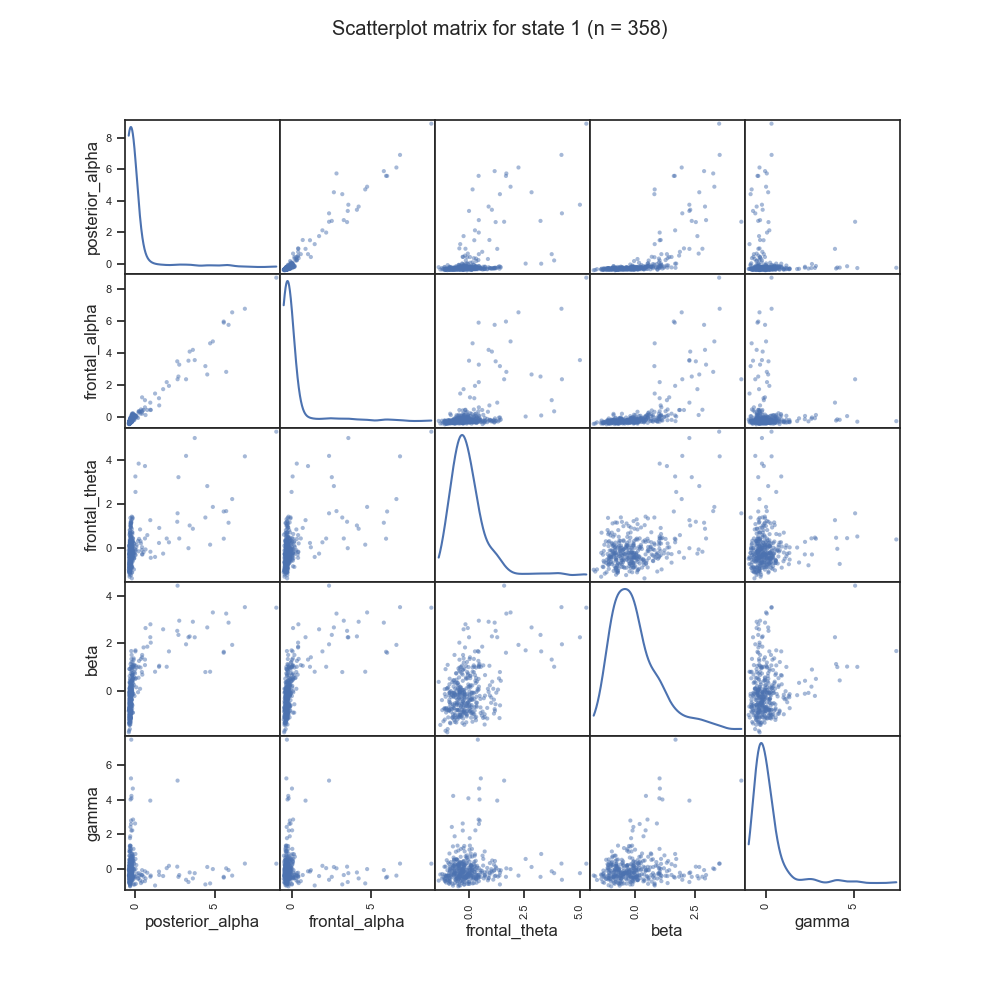 Scatterplot matrix for state 1 (n = 358)
posterior_alpha
8
6
4
2
0
frontal_alpha
8
6
4
2
0
frontal_theta
4
2
0
beta
4
2
0
gamma
6
4
2
0
0 5
0 5
0.0 2.5 5.0
0.0 2.5
0 5
posterior_alpha
frontal_alpha
frontal_theta
beta
gamma